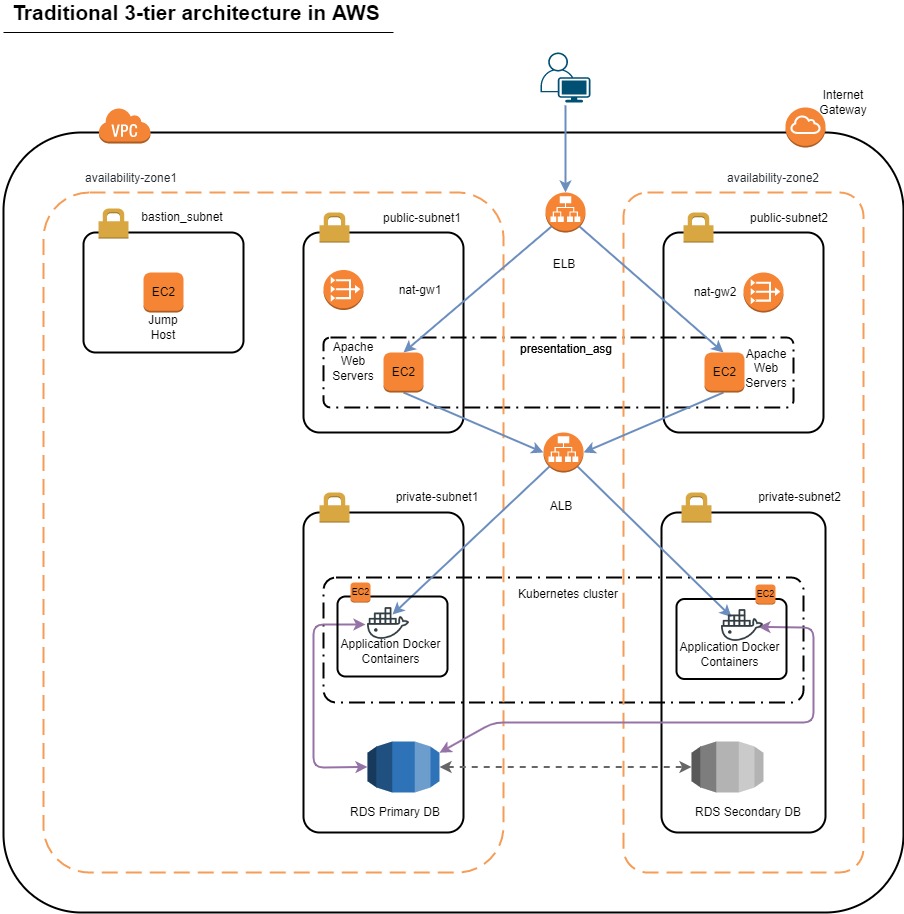 Traditional 3-tier architecture in AWS
Internet
Gateway
VPC
availability-zone1
availability-zone2
bastion_subnet
public-subnet1
public-subnet2
ELB
EC2
Jump
Host
nat-gw1
nat-gw2
presentation_asg
Apache
Web
Servers
EC2
EC2
Apache
Web
Servers
ALB
private-subnet1
private-subnet2
Kubernetes cluster
EC2
Application Docker
Containers
EC2
Application Docker
Containers
RDS Primary DB
RDS Secondary DB